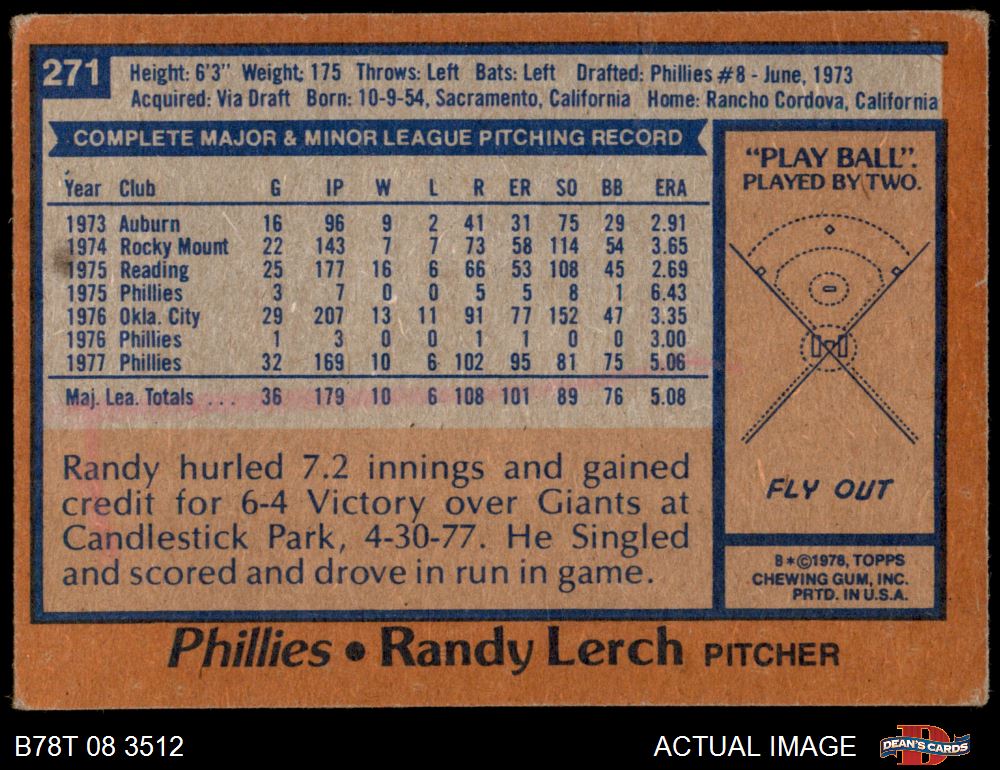 271
Height: 6'3" Weight: 175 Throws: Left Bats: Left Drafted: Phillies #8 - June, 1973
Acquired: Via Draft Born: 10-9-54, Sacramento, California Home: Rancho Cordova, California
COMPLETE MAJOR & MINOR LEAGUE PITCHING RECORD
Year Club G IP W L R ER SO BB ERA
1973 Auburn 16 96 9 2 41 31 75 29 2.91
1974 Rocky Mount 22 143 7 7 73 58 114 54 3.65
1975 Reading 25 177 16 6 66 53 108 45 2.69
1975 Phillies 3 7 0 0 5 5 8 1 6.43
1976 Okla. City 29 207 13 11 91 77 152 47 3.35
1976 Phillies 1 3 0 0 1 1 0 0 3.00
1977 Phillies 32 169 10 6 102 95 81 75 5.06
Maj. Lea. Totals ... 36 179 10 6 108 101 89 76 5.08
Randy hurled 7.2 innings and gained
credit for 6-4 Victory over Giants at
Candlestick Park, 4-30-77. He Singled
and scored and drove in run in game.
"PLAY BALL".
PLAYED BY TWO.
FLY OUT
B*©1978, TOPPS
CHEWING GUM, INC.
PRTD. IN U.S.A.
Phillies • Randy Lerch PITCHER
B78T 08 3512
ACTUAL IMAGE
DEAN'S CARDS